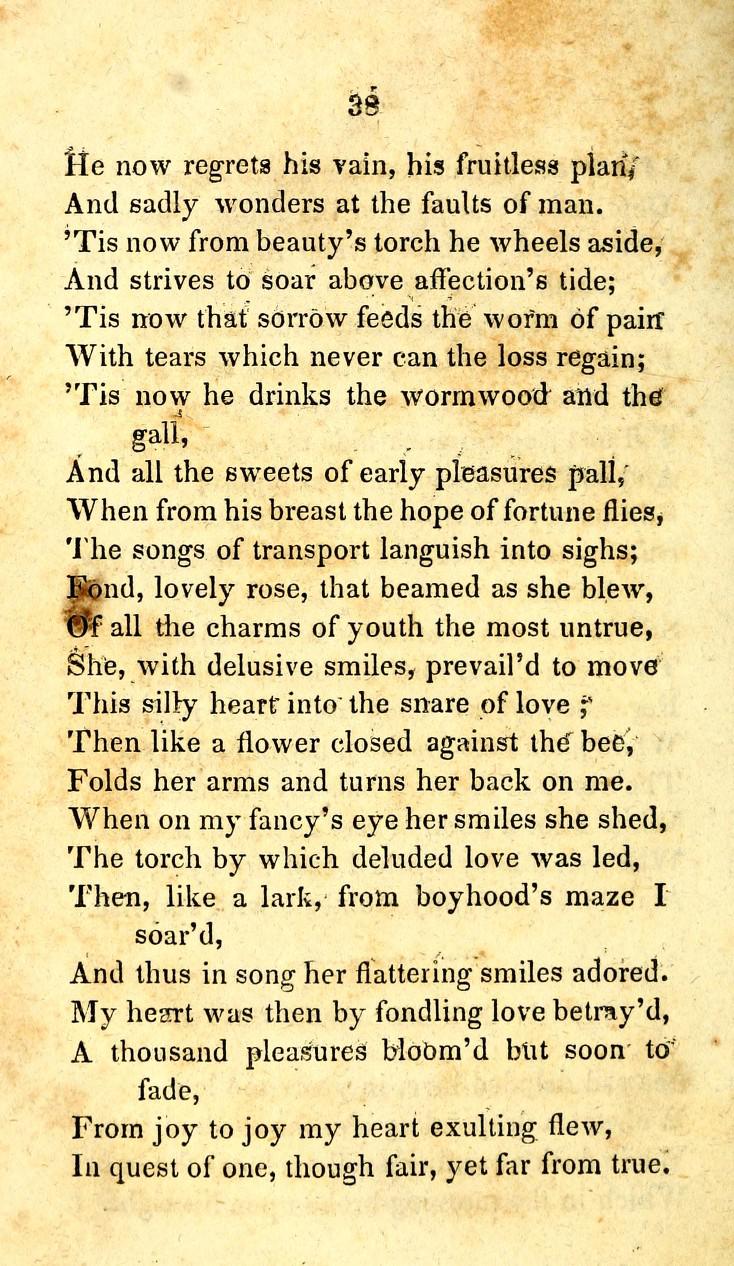 38
He now regrets his vain, his fruitless plan,
And sadly wonders at the faults of man.
'Tis now from beauty's torch he wheels aside,
And strives to soar above affection's tide;
'Tis now that sorrow feeds the worm of pain
With tears which never can the loss regain;
'Tis now he drinks the wormwood and the
gall,
And all the sweets of early pleasures pall,
When from his breast the hope of fortune flies,
The songs of transport languish into sighs;
Fond, lovely rose, that beamed as she blew,
Of all the charms of youth the most untrue,
She, with delusive smiles, prevail'd to move
This silly heart into the snare of love ;
Then like a flower closed against the bee,
Folds her arms and turns her back on me.
When on my fancy's eye her smiles she shed,
The torch by which deluded love was led,
Then, like a lark, from boyhood's maze I
soar'd,
And thus in song her flattering smiles adored.
My heart was then by fondling love betray'd,
A thousand pleasures bloom'd but soon to
fade,
From joy to joy my heart exulting flew,
In quest of one, though fair, yet far from true.